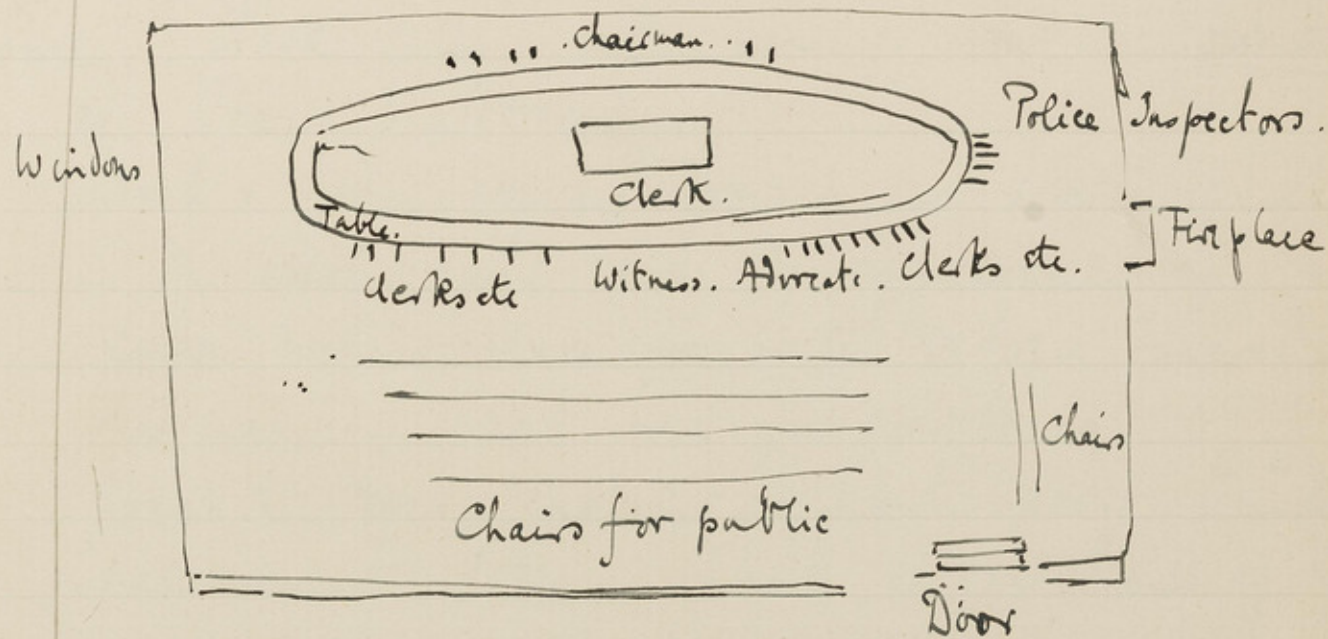 . Chairman. .
Police Inspectors.
Windows
Clerk.
Table.
Fireplace
Clerks etc
Witness. Advocate. Clerks etc.
Chairs
Chairs for public
Door